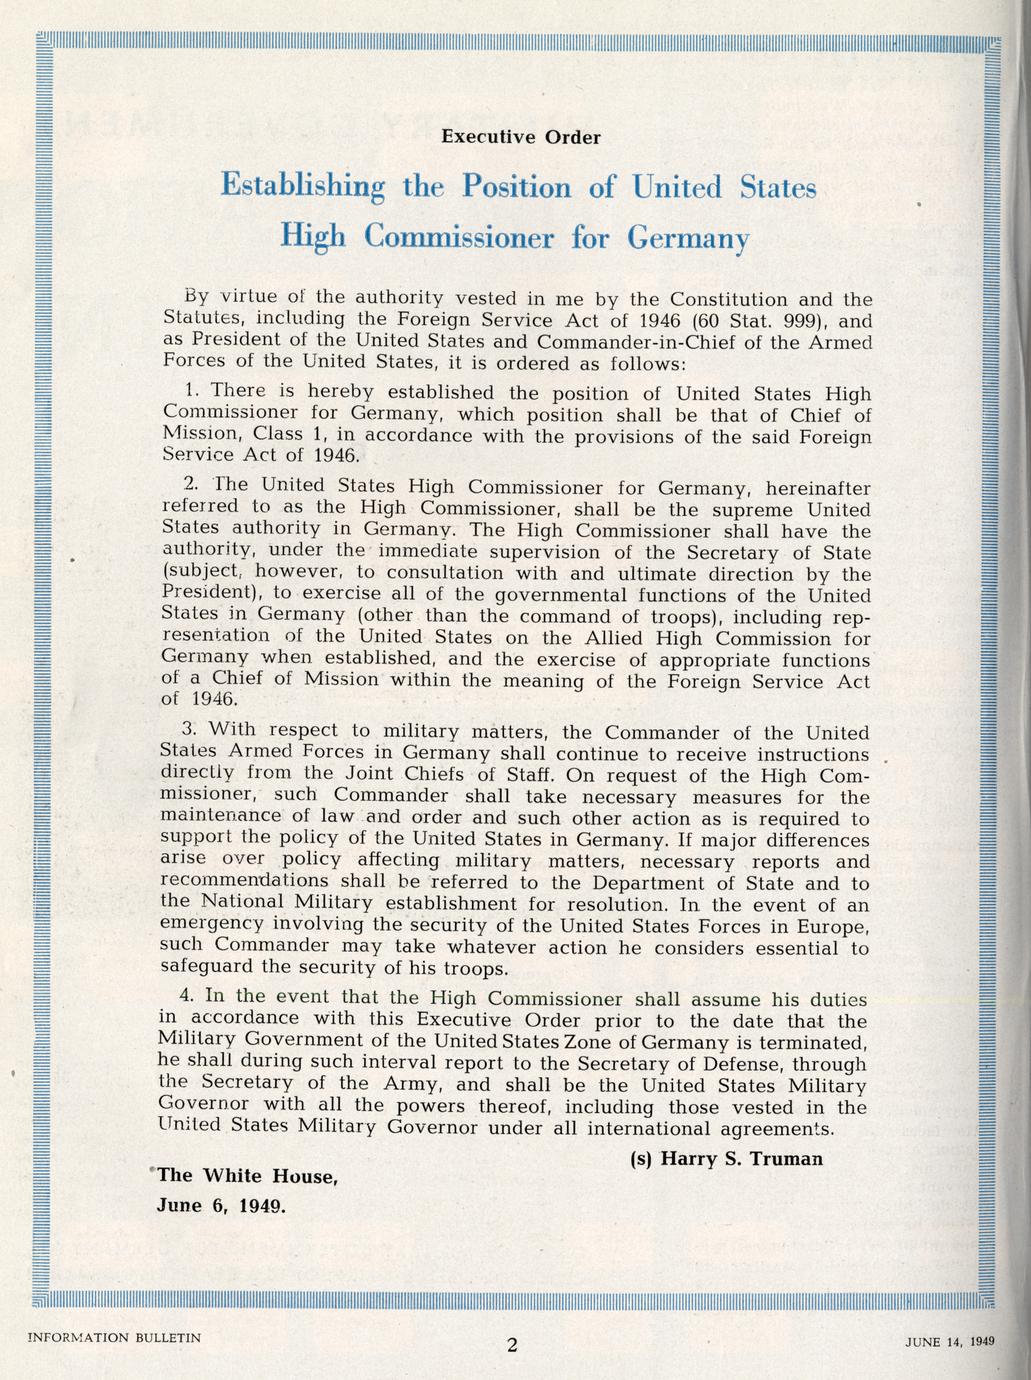 Executive Order
Establishing the Position of United States
High Commissioner for Germany
By virtue of the authority vested in me by the Constitution and the
Statutes, including the Foreign Service Act of 1946 (60 Stat. 999), and
as President of the United States and Commander-in-Chief of the Armed
Forces of the United States, it is ordered as follows:
1. There is hereby established the position of United States High
Commissioner for Germany, which position shall be that of Chief of
Mission, Class 1, in accordance with the provisions of the said Foreign
Service Act of 1946.
2. The United States High Commissioner for Germany, hereinafter
referred to as the High Commissioner, shall be the supreme United
States authority in Germany. The High Commissioner shall have the
authority, under the immediate supervision of the Secretary of State
(subject, however, to consultation with and ultimate direction by the
President), to exercise all of the governmental functions of the United
States in Germany (other than the command of troops), including rep-
resentation of the United States on the Allied High Commission for
Germany when established, and the exercise of appropriate functions
of a Chief of Mission within the meaning of the Foreign Service Act
of 1946.
3. With respect to military matters, the Commander of the United
States Armed Forces in Germany shall continue to receive instructions
directly from the Joint Chiefs of Staff. On request of the High Com-
missioner, such Commander shall take necessary measures for the
maintenance of law and order and such other action as is required to
support the policy of the United States in Germany. If major differences
arise over policy affecting military matters, necessary reports and
recommendations shall be referred to the Department of State and to
the National Military establishment for resolution. In the event of an
emergency involving the security of the United States Forces in Europe,
such Commander may take whatever action he considers essential to
safeguard the security of his troops.
4. In the event that the High Commissioner shall assume his duties
in accordance with this Executive Order prior to the date that the
Military Government of the United States Zone of Germany is terminated,
he shall during such interval report to the Secretary of Defense, through
the Secretary of the Army, and shall be the United States Military
Governor with all the powers thereof, including those vested in the
United States Military Governor under all international agreements.
(s) Harry S. Truman
The White House,
June 6, 1949.
INFORMATION BULLETIN
2
JUNE 14, 1949